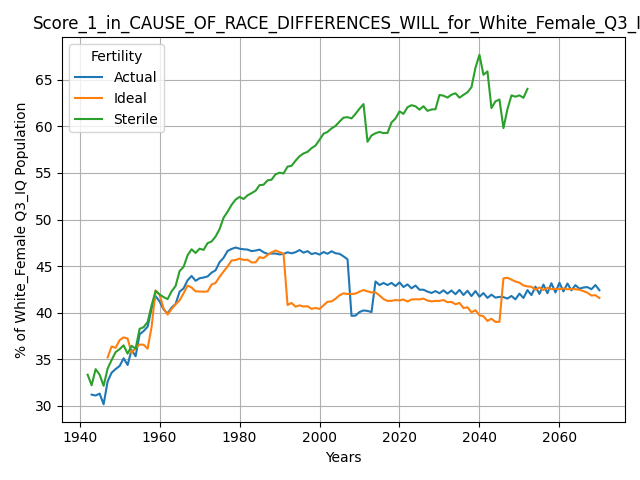 Score_1_in_CAUSE_OF_RACE_DIFFERENCES_WILL_for_White_Female_Q3_I
Fertility
Actual
Ideal
Sterile
% of White_Female Q3_IQ Population
65
60
55
50
45
40
35
30
1940 1960 1980 2000 2020 2040 2060
Years